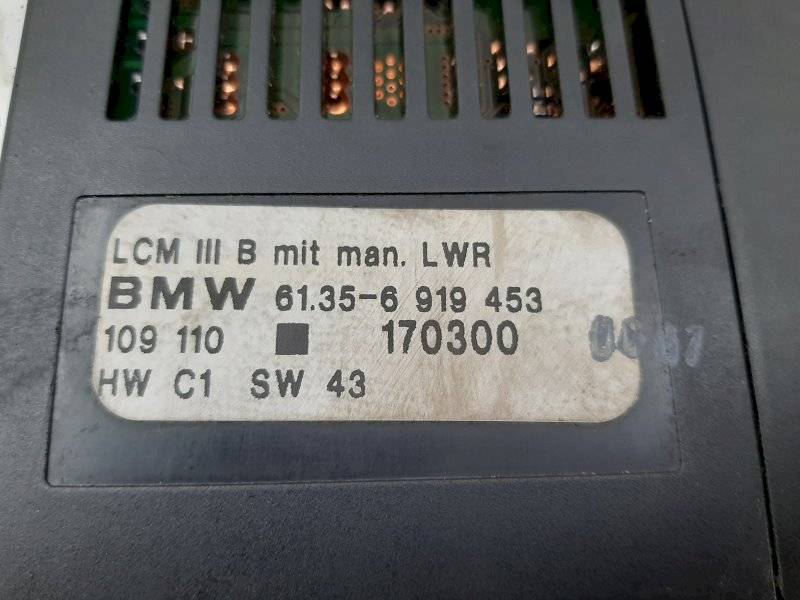 LCM III B mit man. LWR
BMW 61.35-6 919 453
109 110 ■ 170300
HW C1 SW 43